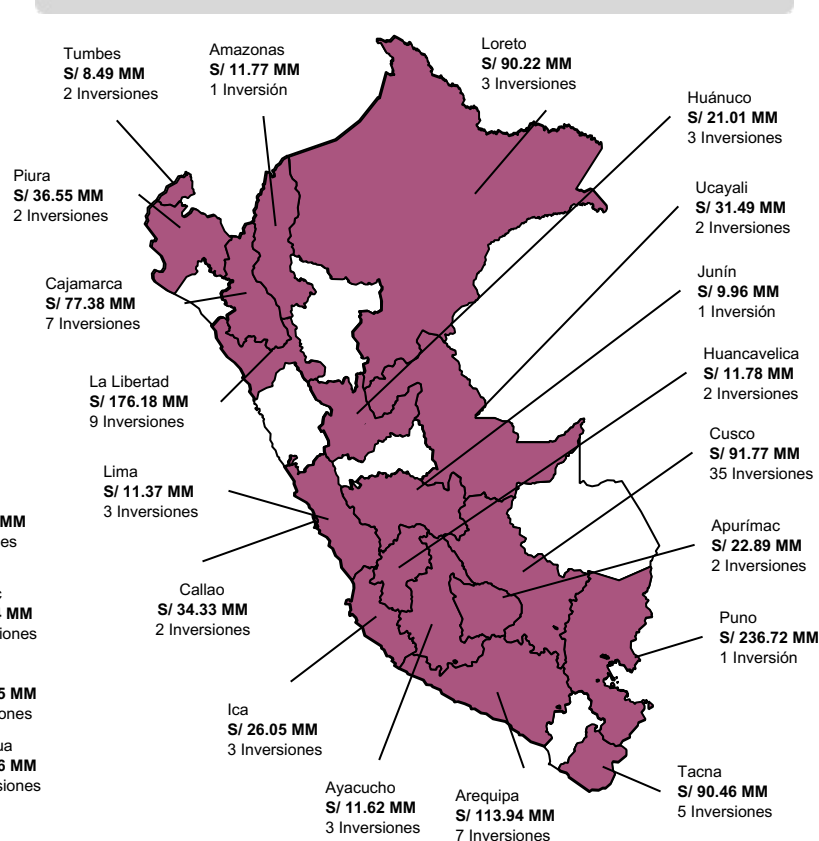 Tumbes
S/ 8.49 MM
2 Inversiones
Amazonas
S/ 11.77 MM
1 Inversión
Loreto
S/ 90.22 MM
3 Inversiones
Huánuco
S/ 21.01 MM
3 Inversiones
Piura
S/ 36.55 MM
2 Inversiones
Ucayali
S/ 31.49 MM
2 Inversiones
Cajamarca
S/ 77.38 MM
7 Inversiones
Junín
S/ 9.96 MM
1 Inversión
La Libertad
S/ 176.18 MM
9 Inversiones
Huancavelica
S/ 11.78 MM
2 Inversiones
Cusco
S/ 91.77 MM
35 Inversiones
Lima
S/ 11.37 MM
3 Inversiones
Apurímac
S/ 22.89 MM
2 Inversiones
Callao
S/ 34.33 MM
2 Inversiones
Puno
S/ 236.72 MM
1 Inversión
Ica
S/ 26.05 MM
3 Inversiones
Ayacucho
S/ 11.62 MM
3 Inversiones
Arequipa
S/ 113.94 MM
7 Inversiones
Tacna
S/ 90.46 MM
5 Inversiones
MM
MM
5 MM
6 MM